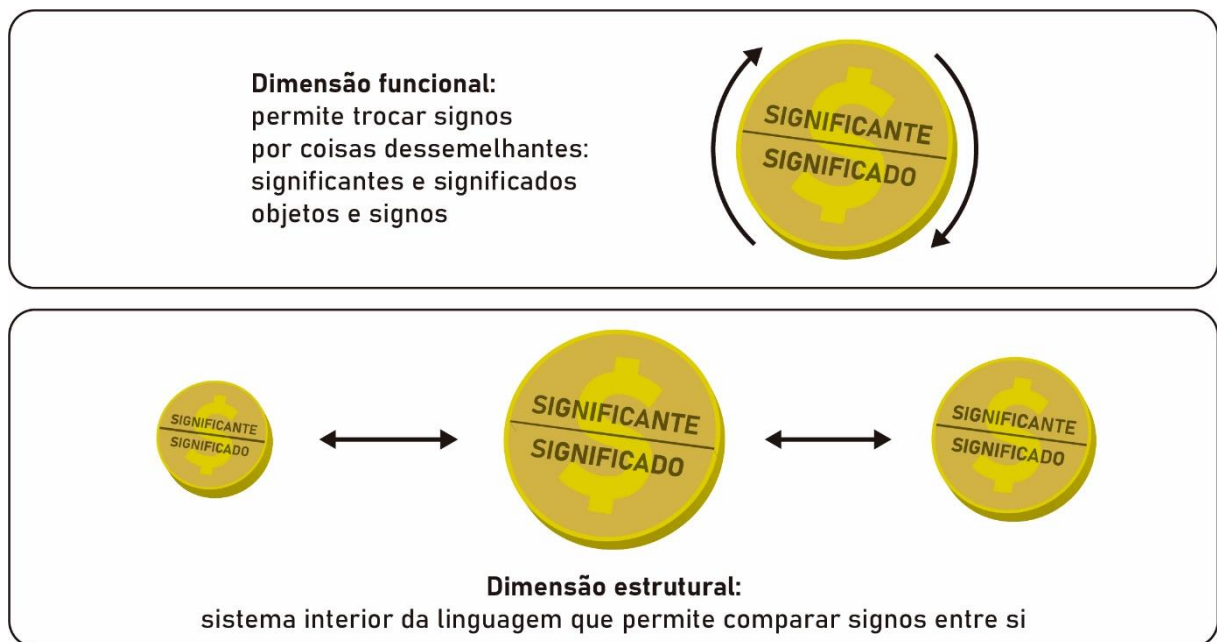 Dimensão funcional:
permite trocar signos
por coisas dessemelhantes:
significantes e significados
objetos e signos
$
SIGNIFICANTE
SIGNIFICADO
$
SIGNIFICANTE
SIGNIFICADO
$
SIGNIFICANTE
SIGNIFICADO
$
SIGNIFICANTE
SIGNIFICADO
Dimensão estrutural:
sistema interior da linguagem que permite comparar signos entre si